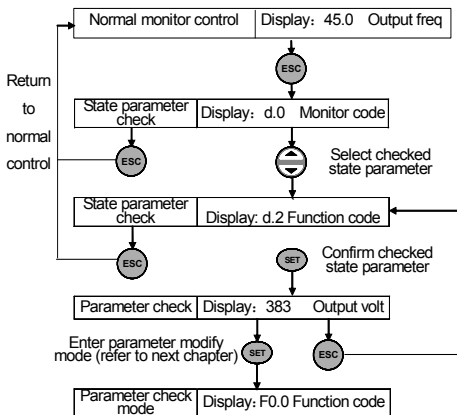 Normal monitor control Display: 45.0 Output freq
ESC
Return
to
normal
control
State parameter
check
Display: d.0 Monitor code
ESC
Select checked
state parameter
State parameter
check
Display: d.2 Function code
ESC
SET
Confirm checked
state parameter
Parameter check Display: 383 Output volt
Enter parameter modify
mode (refer to next chapter)
SET
ESC
Parameter check
mode
Display: F0.0 Function code